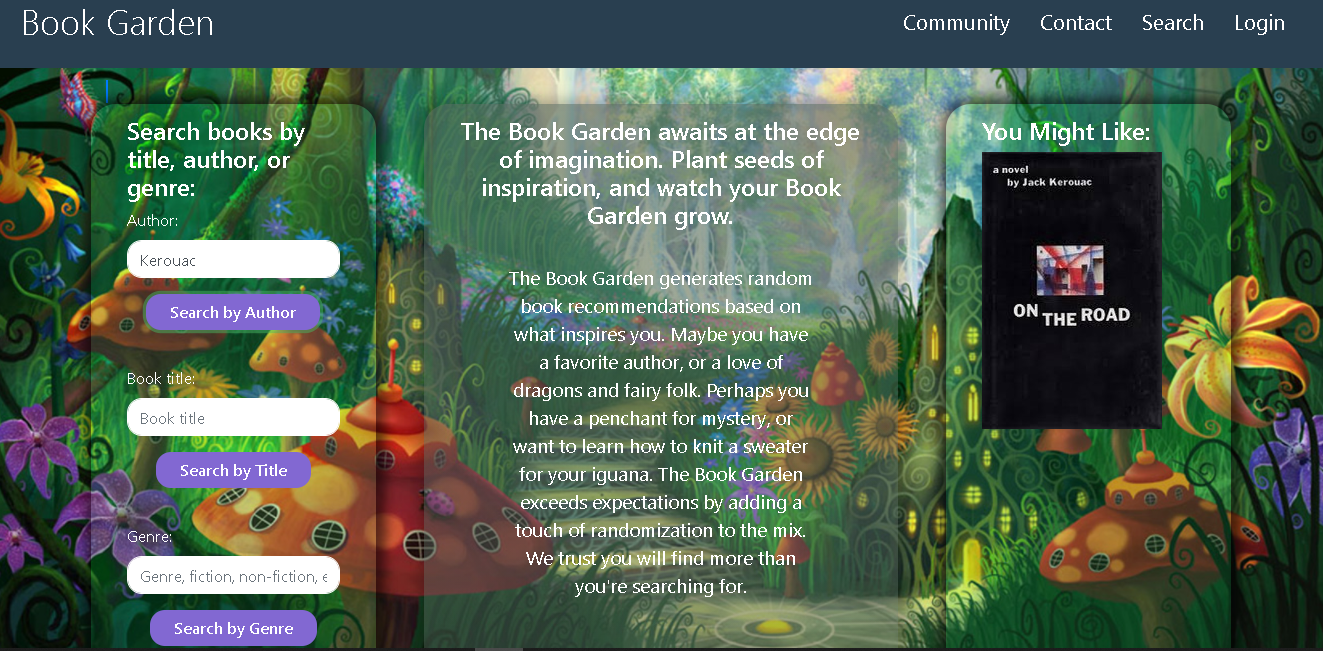 Book Garden
Community Contact Search Login
Search books by
title, author, or
genre:
Author:
Kerouac
Search by Author
Book title:
Book title
Search by Title
Genre:
Genre, fiction, non-fiction, e
Search by Genre
The Book Garden awaits at the edge
of imagination. Plant seeds of
inspiration, and watch your Book
Garden grow.
The Book Garden generates random
book recommendations based on
what inspires you. Maybe you have
a favorite author, or a love of
dragons and fairy folk. Perhaps you
have a penchant for mystery, or
want to learn how to knit a sweater
for your iguana. The Book Garden
exceeds expectations by adding a
touch of randomization to the mix.
We trust you will find more than
you're searching for.
You Might Like:
a novel
by Jack Kerouac
ON THE ROAD